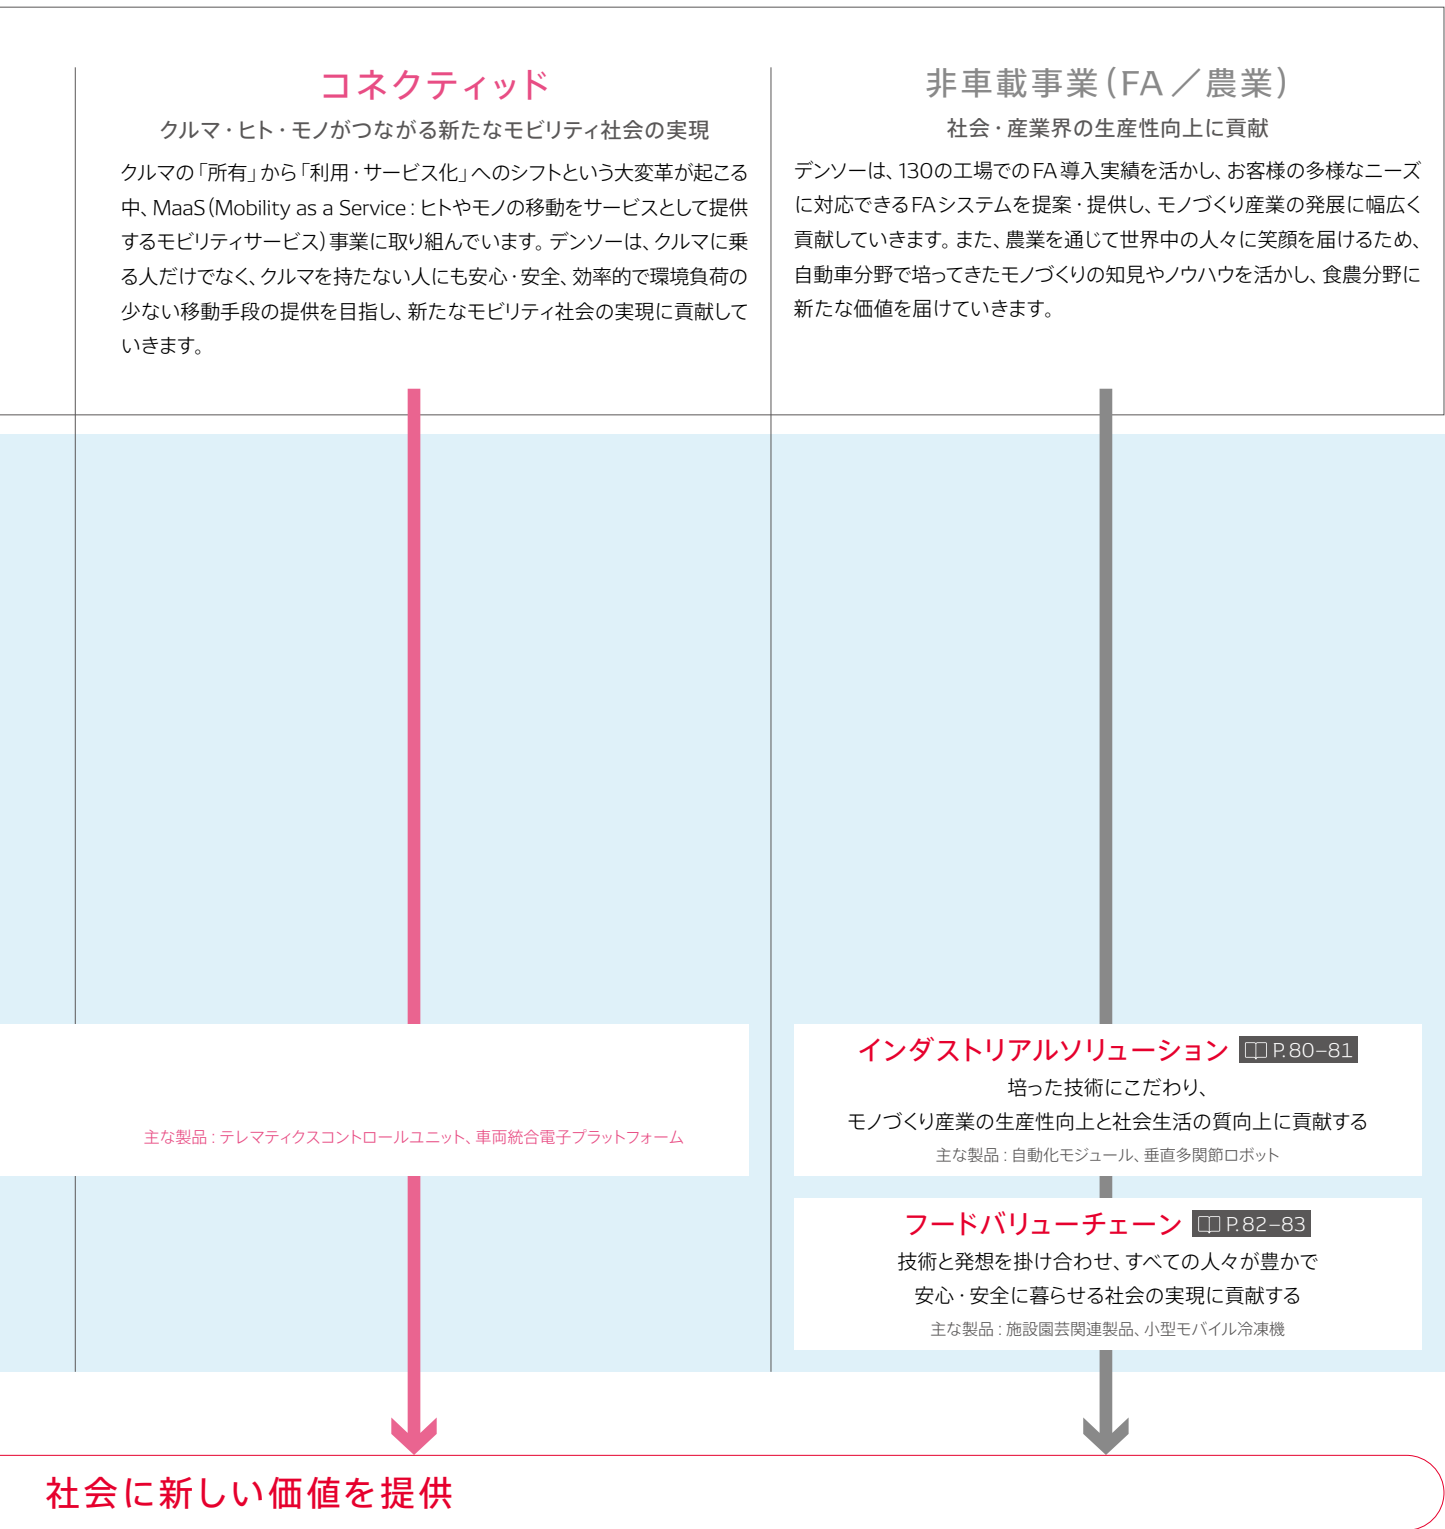 コネクティッド
クルマ・ヒト・モノがつながる新たなモビリティ社会の実現
クルマの「所有」から「利用・サービス化」へのシフトという大変革が起こる
中、MaaS（Mobility as a Service：ヒトやモノの移動をサービスとして提供
するモビリティサービス）事業に取り組んでいます。デンソーは、クルマに乗
る人だけでなく、クルマを持たない人にも安心・安全、効率的で環境負荷の
少ない移動手段の提供を目指し、新たなモビリティ社会の実現に貢献して
いきます。
非車載事業（FA／農業）
社会・産業界の生産性向上に貢献
デンソーは、130の工場でのFA導入実績を活かし、お客様の多様なニーズ
に対応できるFAシステムを提案・提供し、モノづくり産業の発展に幅広く
貢献していきます。また、農業を通じて世界中の人々に笑顔を届けるため、
自動車分野で培ってきたモノづくりの知見やノウハウを活かし、食農分野に
新たな価値を届けていきます。
主な製品：テレマティクスコントロールユニット、車両統合電子プラットフォーム
インダストリアルソリューション P.80–81
培った技術にこだわり、
モノづくり産業の生産性向上と社会生活の質向上に貢献する
主な製品：自動化モジュール、垂直多関節ロボット
フードバリューチェーン P.82–83
技術と発想を掛け合わせ、すべての人々が豊かで
安心・安全に暮らせる社会の実現に貢献する
主な製品：施設園芸関連製品、小型モバイル冷凍機
社会に新しい価値を提供